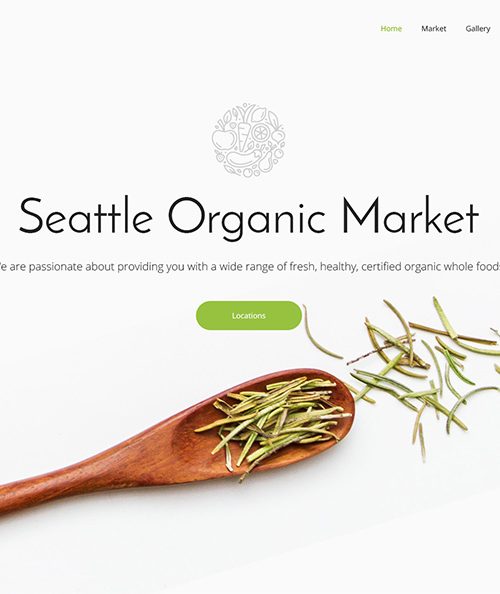 Home Market Gallery
Seattle Organic Market
e are passionate about providing you with a wide range of fresh, healthy, certified organic whole foods
Locations